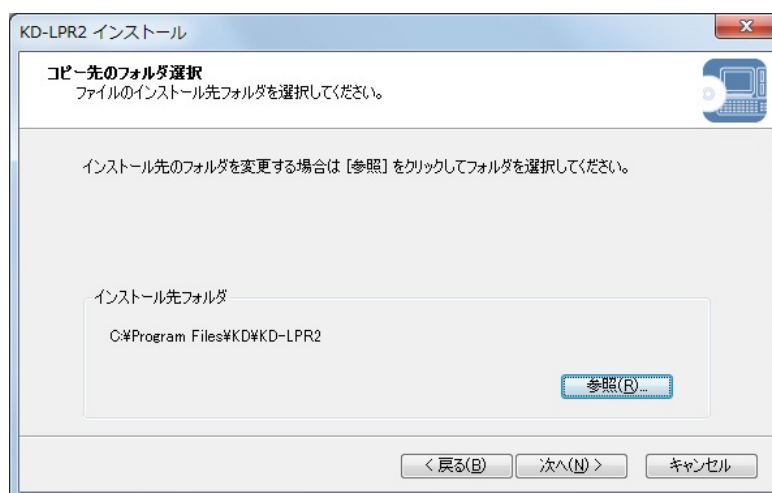 KD-LPR2 インストール
コピー先のフォルダ選択
ファイルのインストール先フォルダを選択してください。
インストール先のフォルダを変更する場合は [参照] をクリックしてフォルダを選択してください。
インストール先フォルダ
C:¥Program Files¥KD¥KD-LPR2
参照(R)...
< 戻る(B)
次へ(N) >
キャンセル